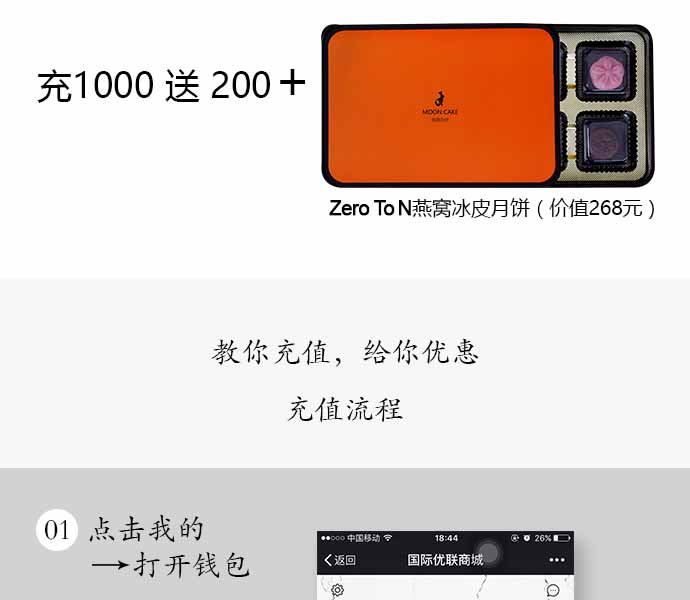 充1000 送 200+
MOON CAKE
Zero To N燕窝冰皮月饼（价值268元）
教你充值，给你优惠
充值流程
01 点击我的
→打开钱包
中国移动 18:44 26%
返回 国际优联商城